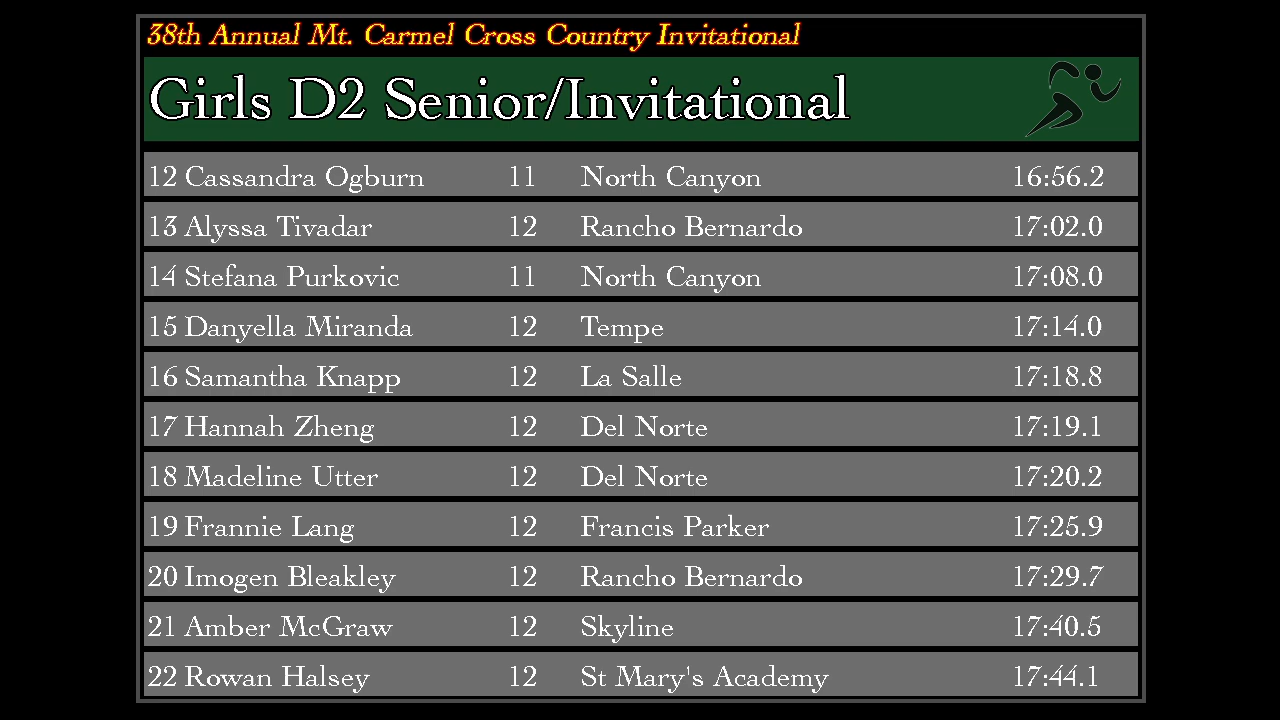 38th Annual Mt. Carmel Cross Country Invitational
Girls D2 Senior/Invitational
12 Cassandra Ogburn 11 North Canyon 16:56.2
13 Alyssa Tivadar 12 Rancho Bernardo 17:02.0
14 Stefana Purkovic 11 North Canyon 17:08.0
15 Danyella Miranda 12 Tempe 17:14.0
16 Samantha Knapp 12 La Salle 17:18.8
17 Hannah Zheng 12 Del Norte 17:19.1
18 Madeline Utter 12 Del Norte 17:20.2
19 Frannie Lang 12 Francis Parker 17:25.9
20 Imogen Bleakley 12 Rancho Bernardo 17:29.7
21 Amber McGraw 12 Skyline 17:40.5
22 Rowan Halsey 12 St Mary's Academy 17:44.1